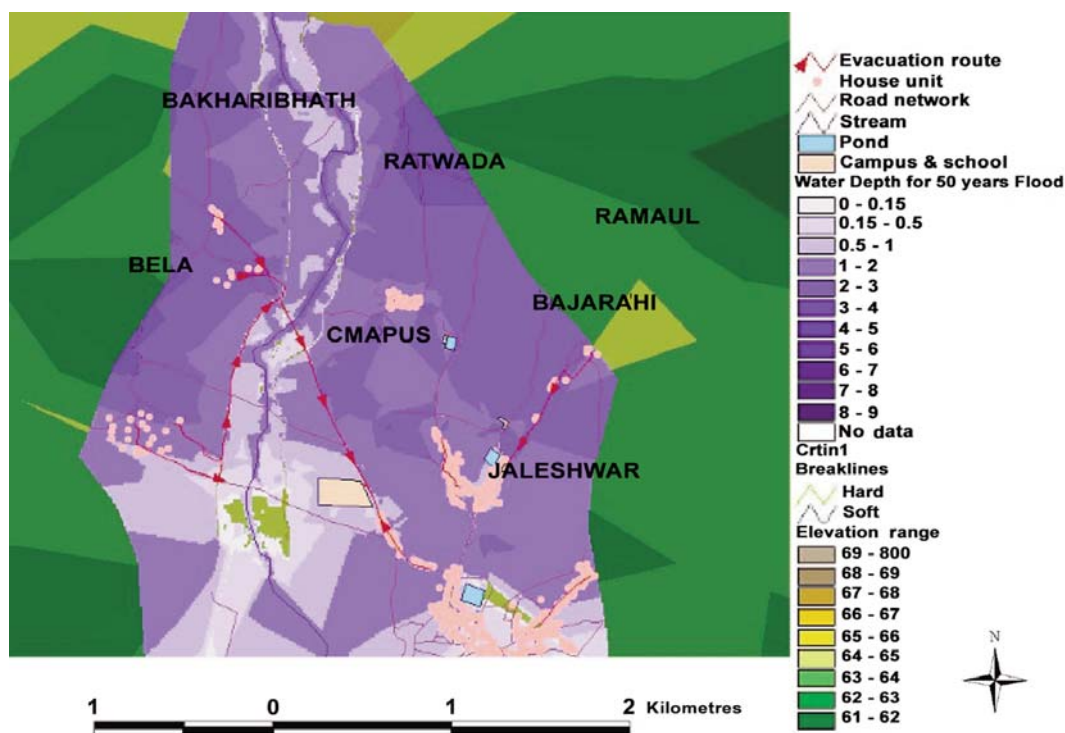 BAKHARIBHATH
RATWADA
RAMAUL
BELA
BAJARAHI
CMAPUS
JALESHWAR
Evacuation route
House unit
Road network
Stream
Pond
Campus & school
Water Depth for 50 years Flood
0 - 0.15
0.15 - 0.5
0.5 - 1
1 - 2
2 - 3
3 - 4
4 - 5
5 - 6
6 - 7
7 - 8
8 - 9
No data
Crtin1
Breaklines
Hard
Soft
Elevation range
69 - 800
68 - 69
67 - 68
66 - 67
65 - 66
64 - 65
63 - 64
62 - 63
61 - 62
N
1 0 1 2 Kilometres